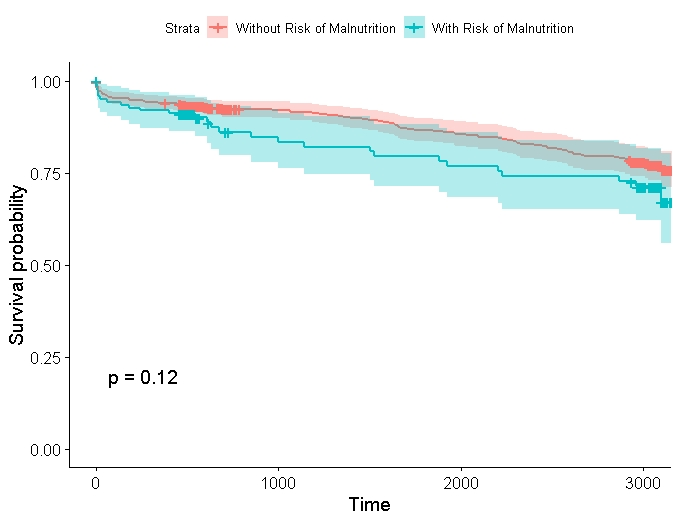 Strata Without Risk of Malnutrition With Risk of Malnutrition
1.00
0.75
0.50
0.25
0.00
Survival probability
p = 0.12
0 1000 2000 3000
Time